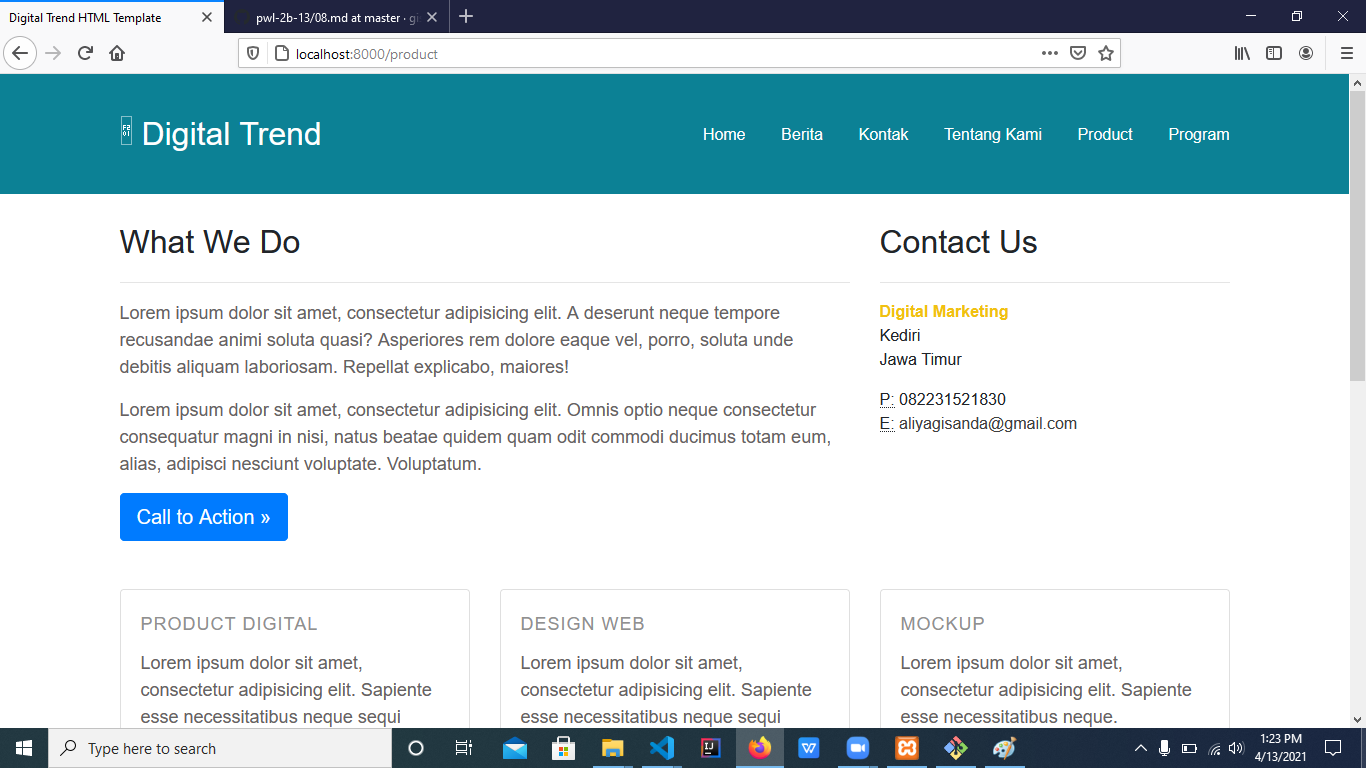 Digital Trend HTML Template
pwl-2b-13/08.md at master · gi
localhost:8000/product
Digital Trend
Home Berita Kontak Tentang Kami Product Program
What We Do
Lorem ipsum dolor sit amet, consectetur adipisicing elit. A deserunt neque tempore
recusandae animi soluta quasi? Asperiores rem dolore eaque vel, porro, soluta unde
debitis aliquam laboriosam. Repellat explicabo, maiores!
Lorem ipsum dolor sit amet, consectetur adipisicing elit. Omnis optio neque consectetur
consequatur magni in nisi, natus beatae quidem quam odit commodi ducimus totam eum,
alias, adipisci nesciunt voluptate. Voluptatum.
Call to Action »
Contact Us
Digital Marketing
Kediri
Jawa Timur
P: 082231521830
E: aliyagisanda@gmail.com
PRODUCT DIGITAL
Lorem ipsum dolor sit amet,
consectetur adipisicing elit. Sapiente
esse necessitatibus neque sequi
DESIGN WEB
Lorem ipsum dolor sit amet,
consectetur adipisicing elit. Sapiente
esse necessitatibus neque sequi
MOCKUP
Lorem ipsum dolor sit amet,
consectetur adipisicing elit. Sapiente
esse necessitatibus neque.
Type here to search
1:23 PM
4/13/2021